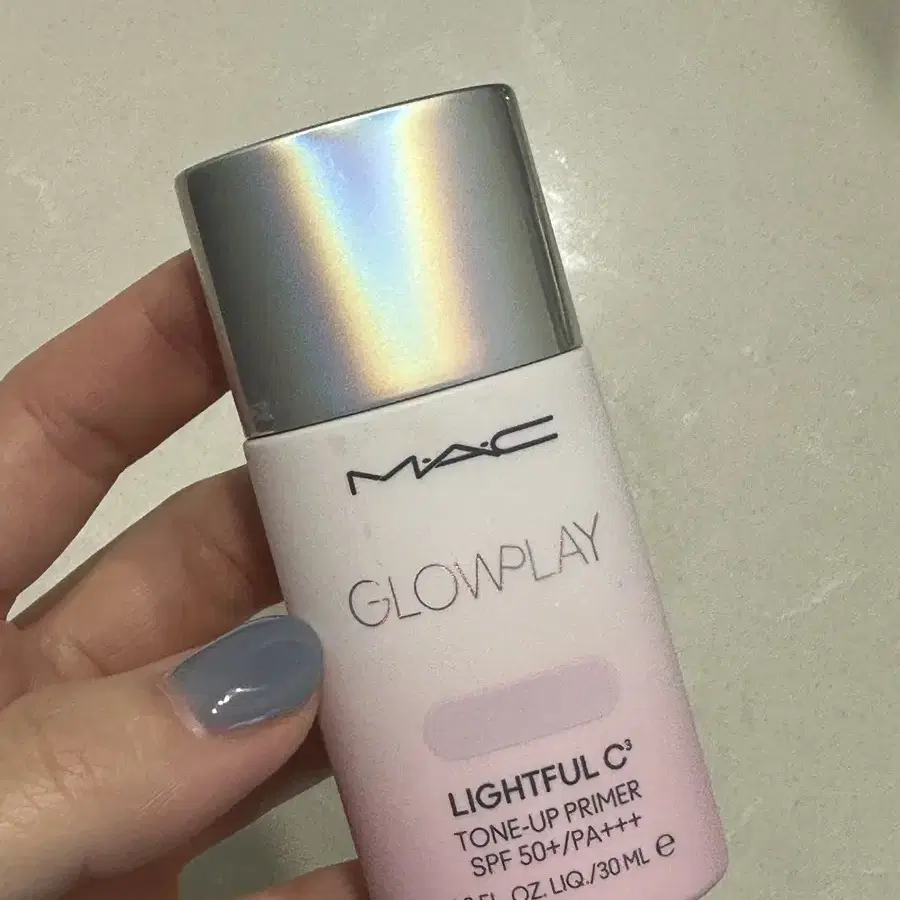 M·A·C
GLOWPLAY
LIGHTFUL C³
TONE-UP PRIMER
SPF 50+/PA+++
FL. OZ. LIQ./30 ML ℮